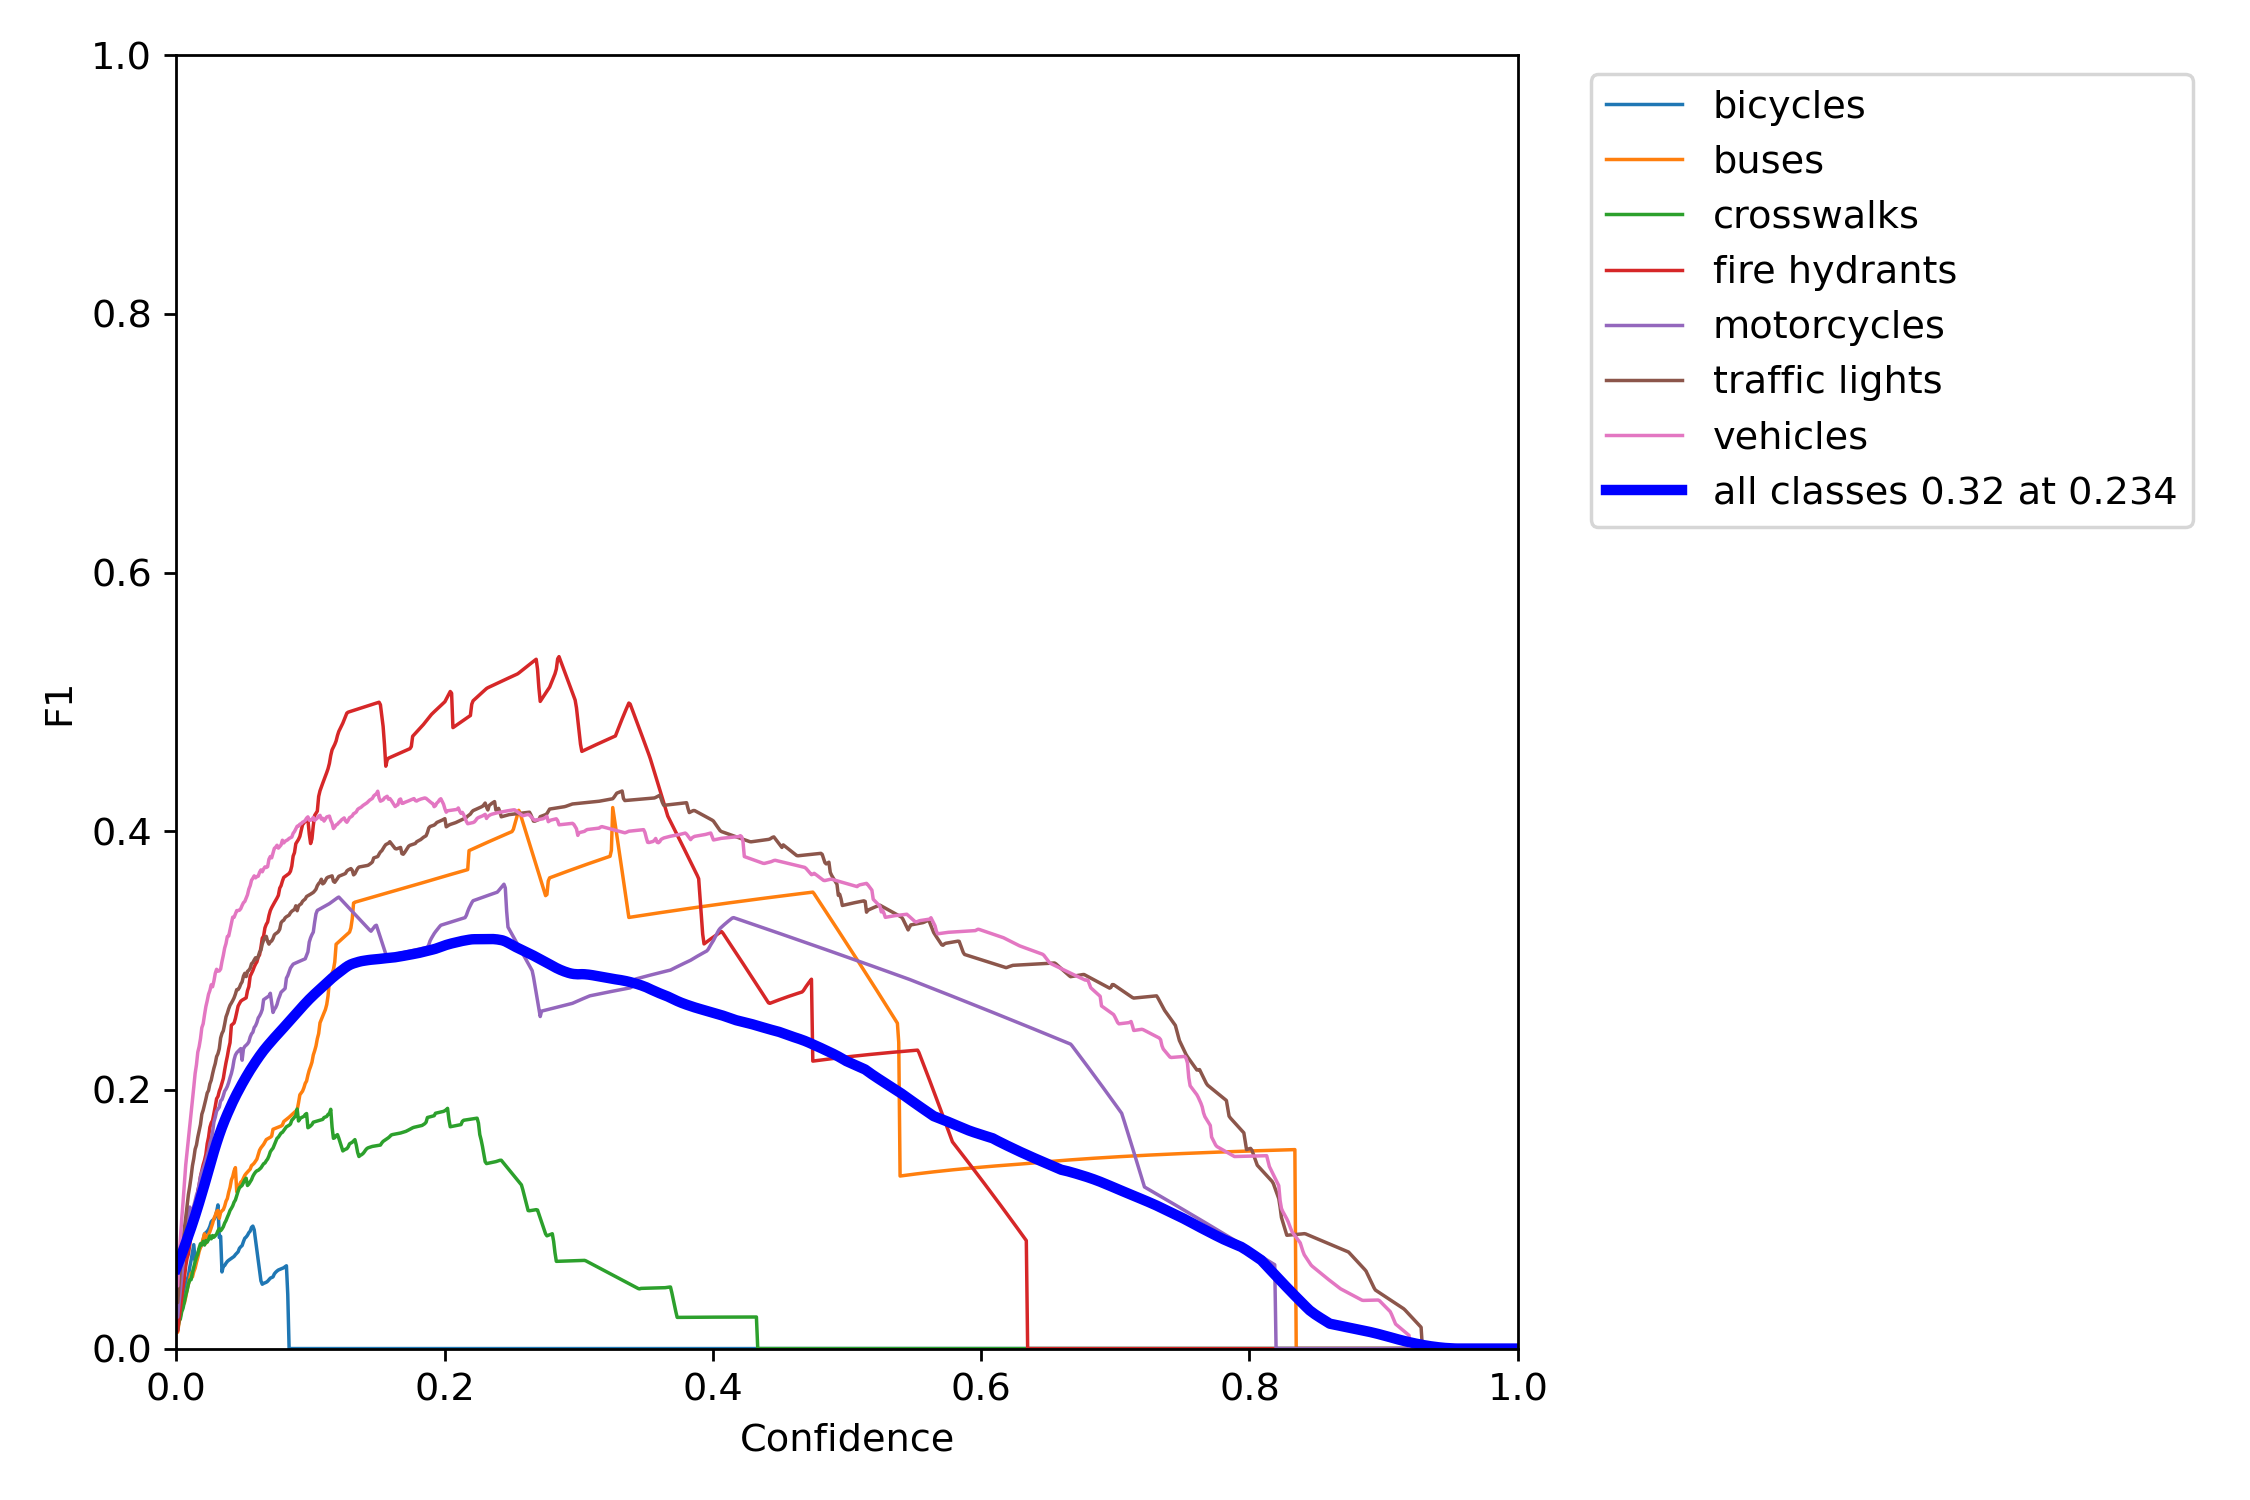 1.0
0.8
0.6
0.4
0.2
0.0
F1
0.0 0.2 0.4 0.6 0.8 1.0
Confidence
bicycles
buses
crosswalks
fire hydrants
motorcycles
traffic lights
vehicles
all classes 0.32 at 0.234